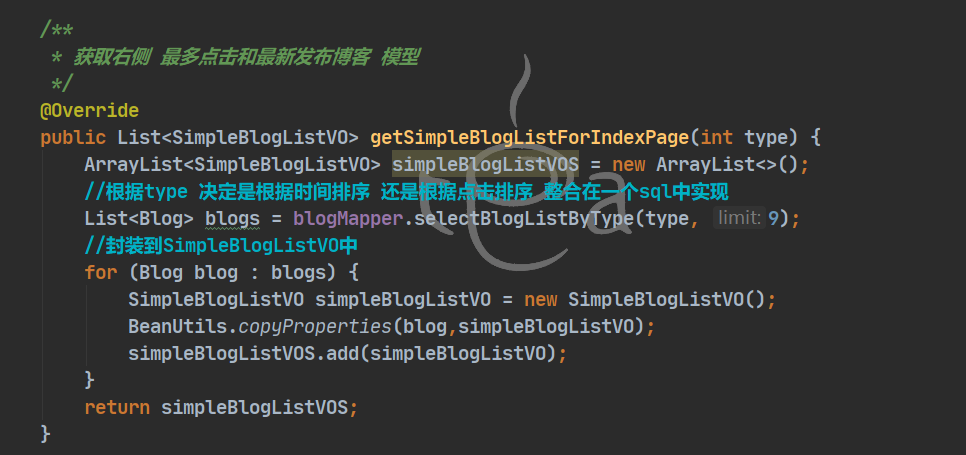 /**
 * 获取右侧 最多点击和最新发布博客 模型
 */
@Override
public List<SimpleBlogListVO> getSimpleBlogListForIndexPage(int type) {
    ArrayList<SimpleBlogListVO> simpleBlogListVOS = new ArrayList<>();
    //根据type 决定是根据时间排序 还是根据点击排序 整合在一个sql中实现
    List<Blog> blogs = blogMapper.selectBlogListByType(type, limit: 9);
    //封装到SimpleBlogListVO中
    for (Blog blog : blogs) {
        SimpleBlogListVO simpleBlogListVO = new SimpleBlogListVO();
        BeanUtils.copyProperties(blog,simpleBlogListVO);
        simpleBlogListVOS.add(simpleBlogListVO);
    }
    return simpleBlogListVOS;
}